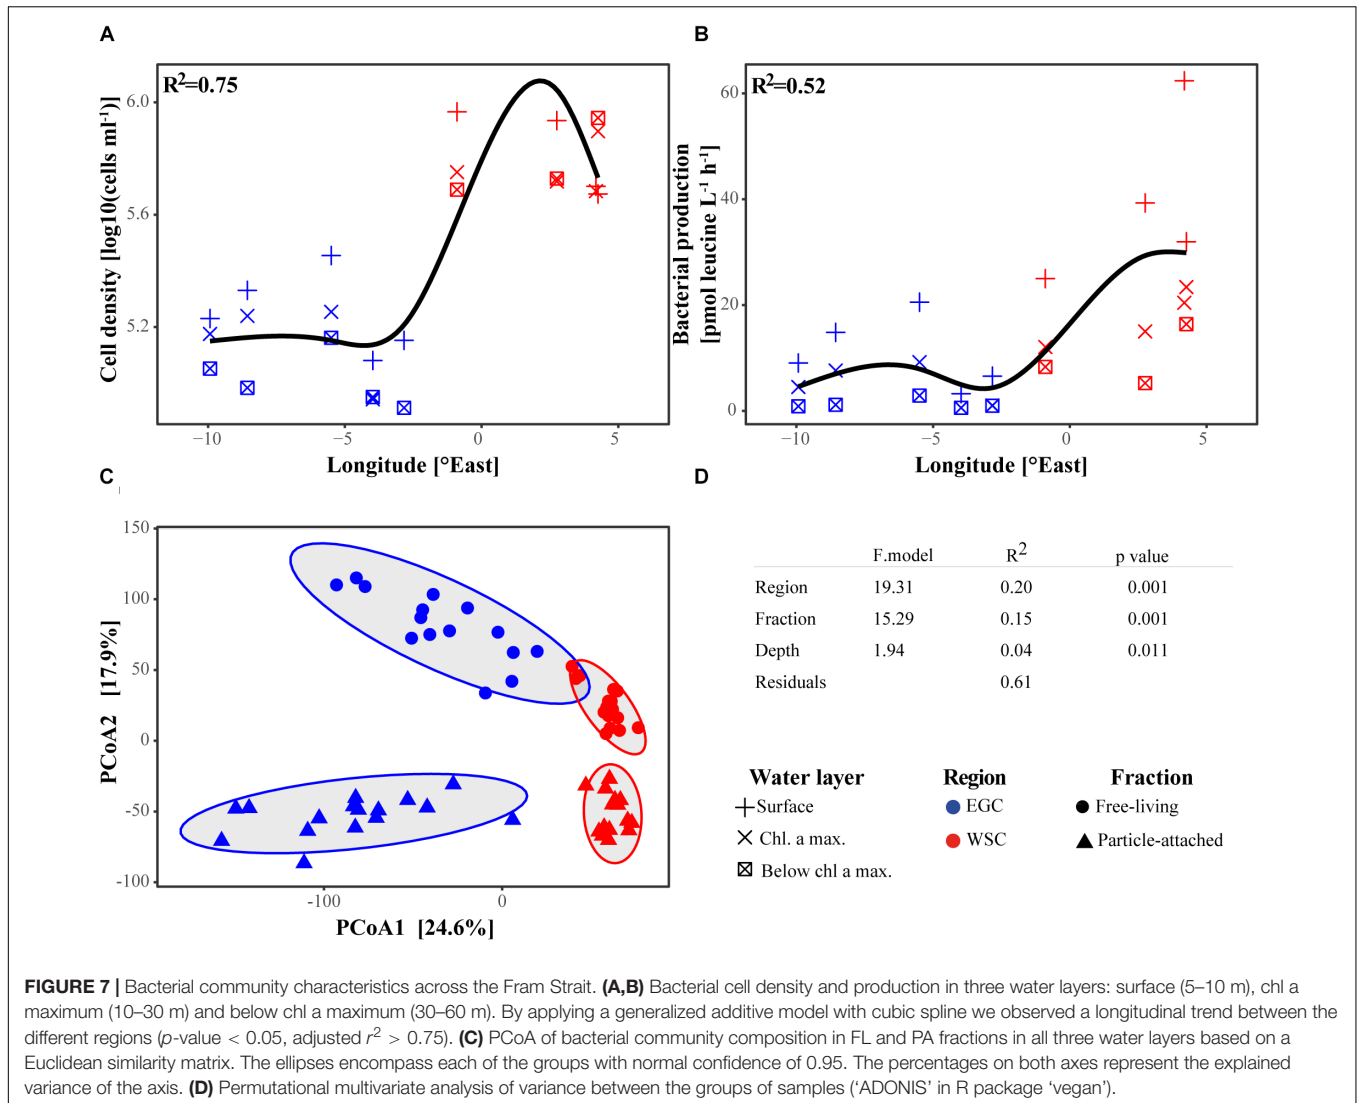 A
R²=0.75
Cell density [log10(cells ml⁻¹)]
6.0
5.6
5.2
−10
−5
0
5
Longitude [°East]
B
R²=0.52
Bacterial production
[pmol leucine L⁻¹ h⁻¹]
60
40
20
0
−10
−5
0
5
Longitude [°East]
C
PCoA2 [17.9%]
150
100
50
0
-50
-100
-100
0
PCoA1 [24.6%]
D
F.model R² p value
Region 19.31 0.20 0.001
Fraction 15.29 0.15 0.001
Depth 1.94 0.04 0.011
Residuals 0.61
Water layer
Surface
Chl. a max.
Below chl a max.
Region
EGC
WSC
Fraction
Free-living
Particle-attached
FIGURE 7 | Bacterial community characteristics across the Fram Strait. (A,B) Bacterial cell density and production in three water layers: surface (5–10 m), chl a
maximum (10–30 m) and below chl a maximum (30–60 m). By applying a generalized additive model with cubic spline we observed a longitudinal trend between the
different regions (p-value < 0.05, adjusted r² > 0.75). (C) PCoA of bacterial community composition in FL and PA fractions in all three water layers based on a
Euclidean similarity matrix. The ellipses encompass each of the groups with normal confidence of 0.95. The percentages on both axes represent the explained
variance of the axis. (D) Permutational multivariate analysis of variance between the groups of samples (‘ADONIS’ in R package ‘vegan’).